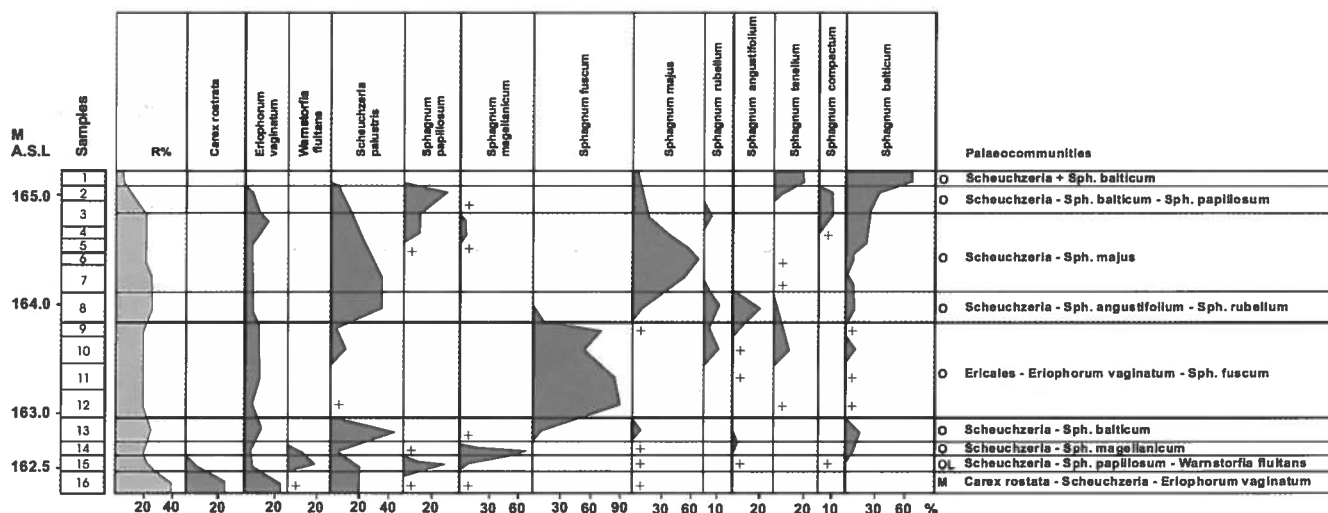 M
A.S.L
Samples
R%
Carex rostrata
Eriophorum
vaginatum
Warnstorfia
fluitans
Scheuchzeria
palustris
Sphagnum
papillosum
Sphagnum
magellanicum
Sphagnum fuscum
Sphagnum majus
Sphagnum rubellum
Sphagnum angustifolium
Sphagnum tenellum
Sphagnum compactum
Sphagnum balticum
Palaeocommunities
1 O Scheuchzeria + Sph. balticum
165.0 2 + O Scheuchzeria - Sph. balticum - Sph. papillosum
3
4 +
5 + +
6 + O Scheuchzeria - Sph. majus
7 +
164.0 8 O Scheuchzeria - Sph. angustifolium - Sph. rubellum
9 + +
10 +
11 + + O Ericales - Eriophorum vaginatum - Sph. fuscum
163.0 12 + + +
13 + O Scheuchzeria - Sph. balticum
14 + + O Scheuchzeria - Sph. magellanicum
162.5 15 + + + OL Scheuchzeria - Sph. papillosum - Warnstorfia fluitans
16 + + + + M Carex rostata - Scheuchzeria - Eriophorum vaginatum
20 40 20 20 20 20 20 30 60 30 60 90 30 60 10 20 20 10 30 60 %